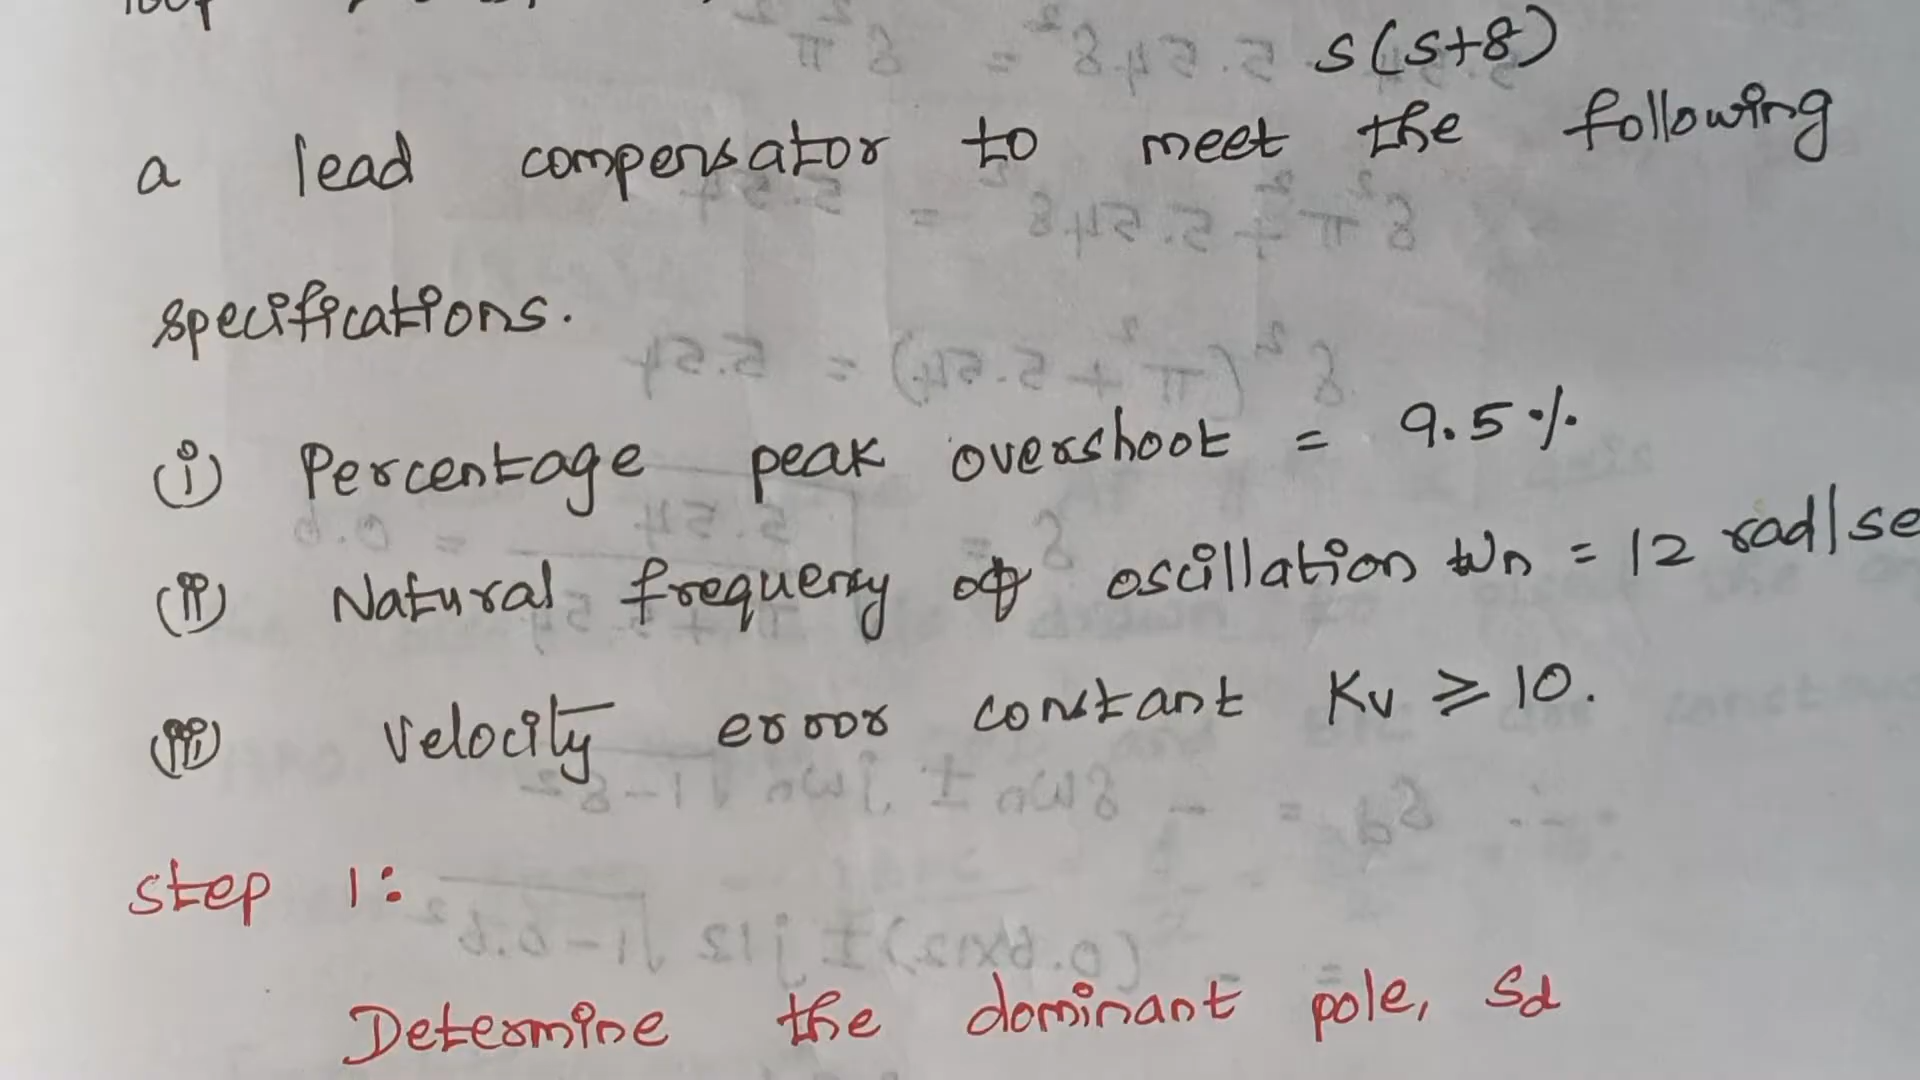 loop
s(s+8)
a lead compensator to meet the following
specifications.
(i) Percentage peak overshoot = 9.5 %
(ii) Natural frequency of oscillation ωn = 12 rad/se
(iii) Velocity error constant Kv ≥ 10.
step 1:
Determine the dominant pole, sd